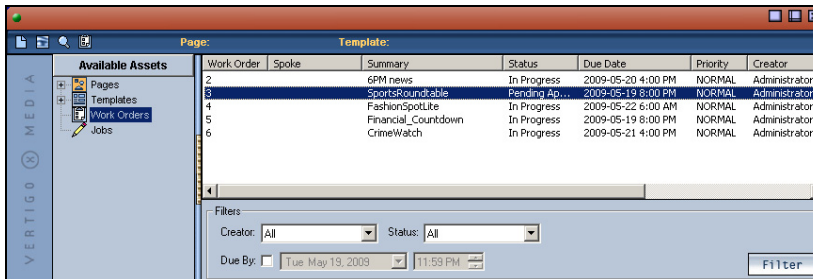 Page: Template:
Available Assets
Pages
Templates
Work Orders
Jobs
VERTIGO MEDIA
Work Order Spoke Summary Status Due Date Priority Creator
2 6PM news In Progress 2009-05-20 4:00 PM NORMAL Administrator
3 SportsRoundtable Pending Ap... 2009-05-19 8:00 PM NORMAL Administrator
4 FashionSpotLite In Progress 2009-05-22 6:00 AM NORMAL Administrator
5 Financial_Countdown In Progress 2009-05-19 8:00 PM NORMAL Administrator
6 CrimeWatch In Progress 2009-05-21 4:00 PM NORMAL Administrator
Filters
Creator: All Status: All
Due By: Tue May 19, 2009 11:59 PM
Filter